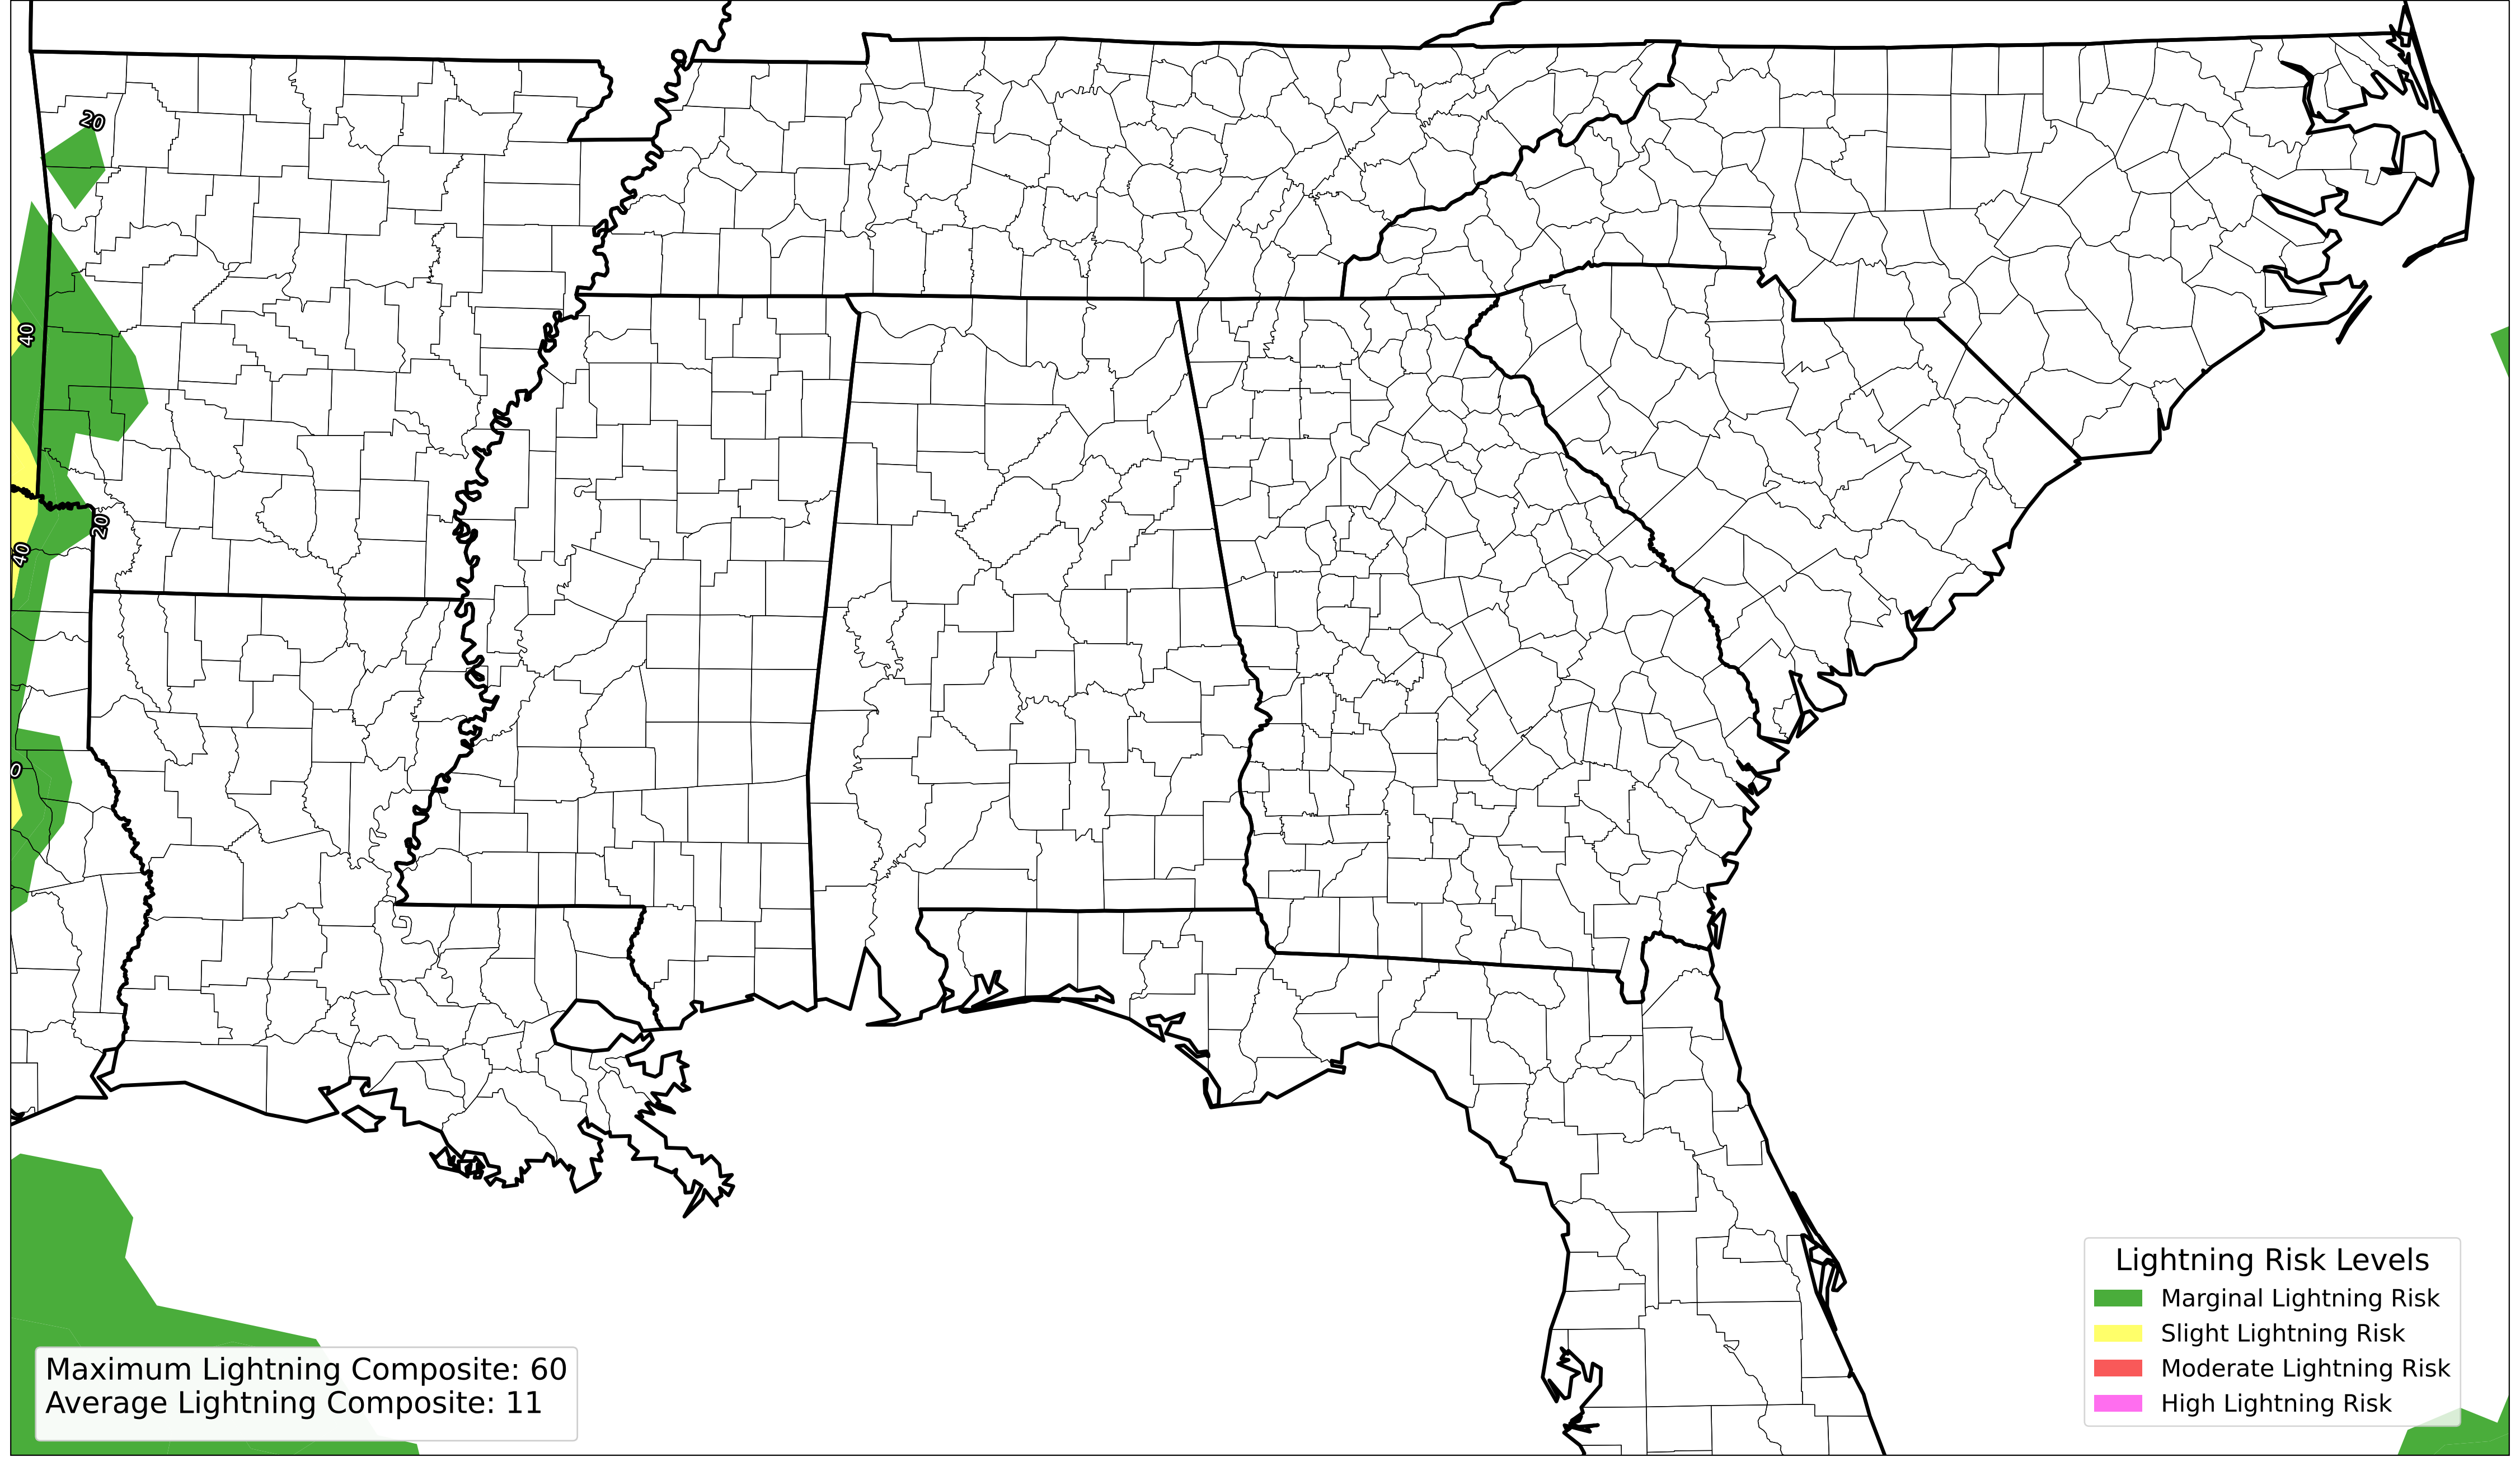 20
40
20
40
0
Lightning Risk Levels
Marginal Lightning Risk
Slight Lightning Risk
Moderate Lightning Risk
High Lightning Risk
Maximum Lightning Composite: 60
Average Lightning Composite: 11